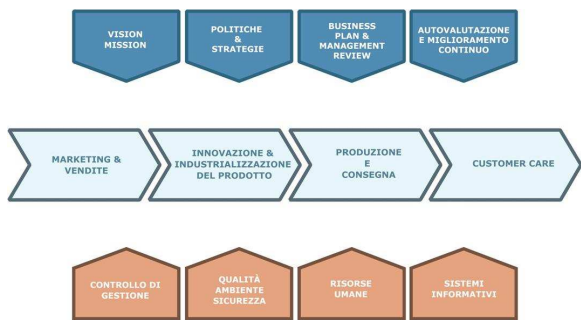 VISION
MISSION
POLITICHE
&
STRATEGIE
BUSINESS
PLAN &
MANAGEMENT
REVIEW
AUTOVALUTAZIONE
E MIGLIORAMENTO
CONTINUO
MARKETING &
VENDITE
INNOVAZIONE &
INDUSTRIALIZZAZIONE
DEL PRODOTTO
PRODUZIONE
E
CONSEGNA
CUSTOMER CARE
CONTROLLO DI
GESTIONE
QUALITÀ
AMBIENTE
SICUREZZA
RISORSE
UMANE
SISTEMI
INFORMATIVI